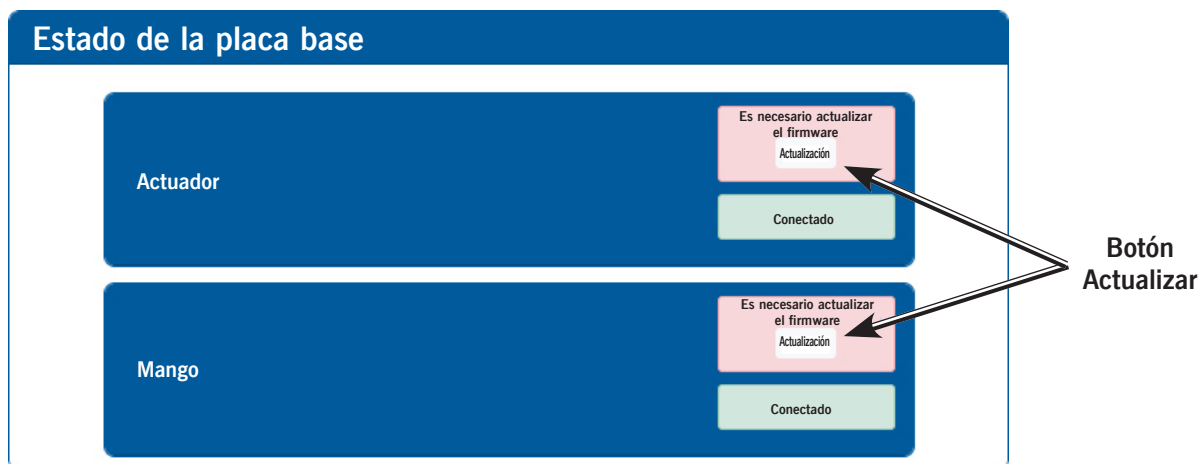 Estado de la placa base
Es necesario actualizar
el firmware
Actualización
Actuador
Conectado
Botón
Actualizar
Es necesario actualizar
el firmware
Actualización
Mango
Conectado